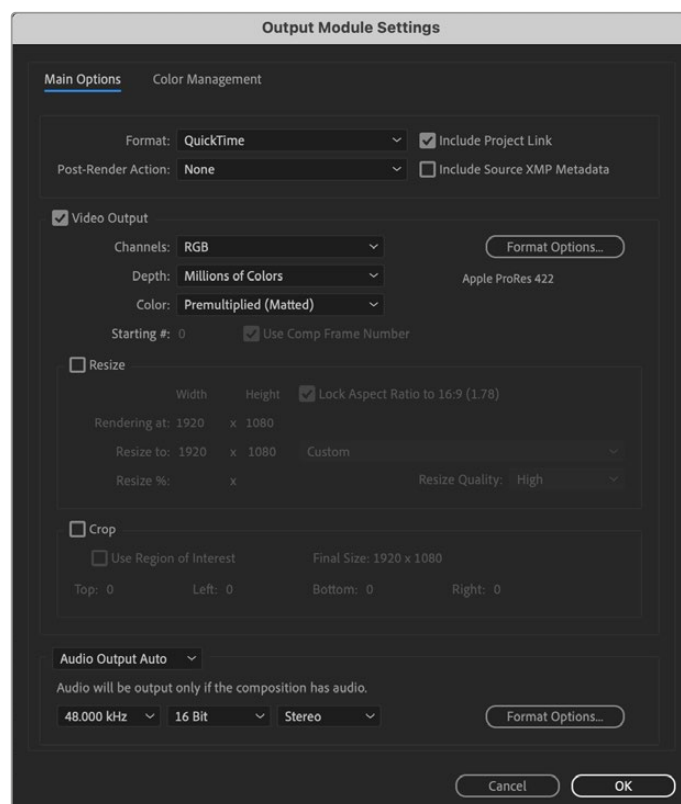 Output Module Settings
Main Options Color Management
Format: QuickTime Include Project Link
Post-Render Action: None Include Source XMP Metadata
Video Output
Channels: RGB Format Options...
Depth: Millions of Colors Apple ProRes 422
Color: Premultiplied (Matted)
Starting #: 0 Use Comp Frame Number
Resize
Width Height Lock Aspect Ratio to 16:9 (1.78)
Rendering at: 1920 x 1080
Resize to: 1920 x 1080 Custom
Resize %: x Resize Quality: High
Crop
Use Region of Interest Final Size: 1920 x 1080
Top: 0 Left: 0 Bottom: 0 Right: 0
Audio Output Auto
Audio will be output only if the composition has audio.
48.000 kHz 16 Bit Stereo Format Options...
Cancel OK